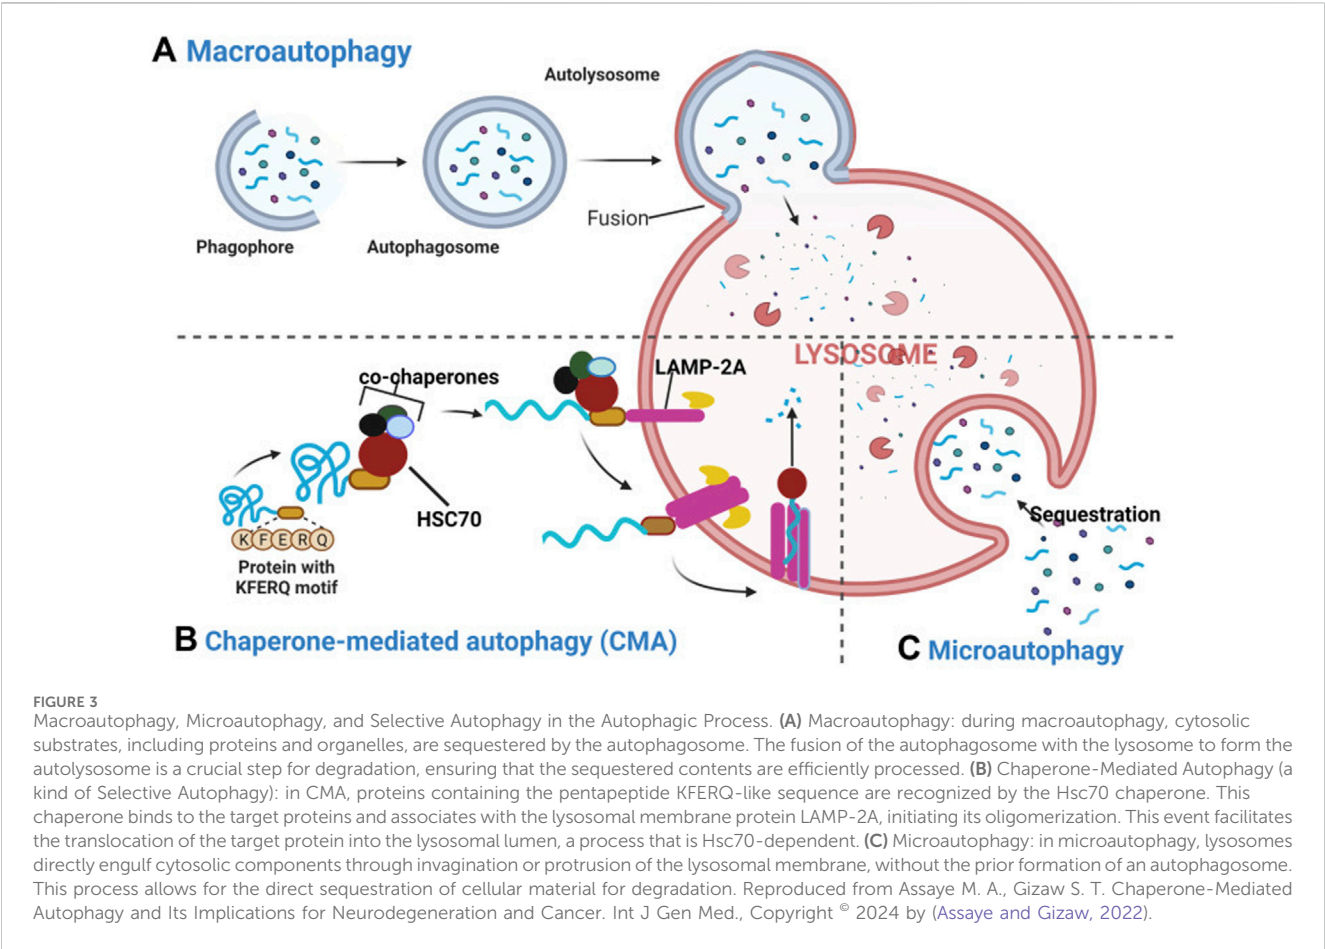 A Macroautophagy
Autolysosome
Fusion
Phagophore
Autophagosome
LYSOSOME
LAMP-2A
co-chaperones
HSC70
K F E R Q
Protein with
KFERQ motif
Sequestration
B Chaperone-mediated autophagy (CMA)
C Microautophagy
FIGURE 3
Macroautophagy, Microautophagy, and Selective Autophagy in the Autophagic Process. (A) Macroautophagy: during macroautophagy, cytosolic
substrates, including proteins and organelles, are sequestered by the autophagosome. The fusion of the autophagosome with the lysosome to form the
autolysosome is a crucial step for degradation, ensuring that the sequestered contents are efficiently processed. (B) Chaperone-Mediated Autophagy (a
kind of Selective Autophagy): in CMA, proteins containing the pentapeptide KFERQ-like sequence are recognized by the Hsc70 chaperone. This
chaperone binds to the target proteins and associates with the lysosomal membrane protein LAMP-2A, initiating its oligomerization. This event facilitates
the translocation of the target protein into the lysosomal lumen, a process that is Hsc70-dependent. (C) Microautophagy: in microautophagy, lysosomes
directly engulf cytosolic components through invagination or protrusion of the lysosomal membrane, without the prior formation of an autophagosome.
This process allows for the direct sequestration of cellular material for degradation. Reproduced from Assaye M. A., Gizaw S. T. Chaperone-Mediated
Autophagy and Its Implications for Neurodegeneration and Cancer. Int J Gen Med., Copyright © 2024 by (Assaye and Gizaw, 2022).